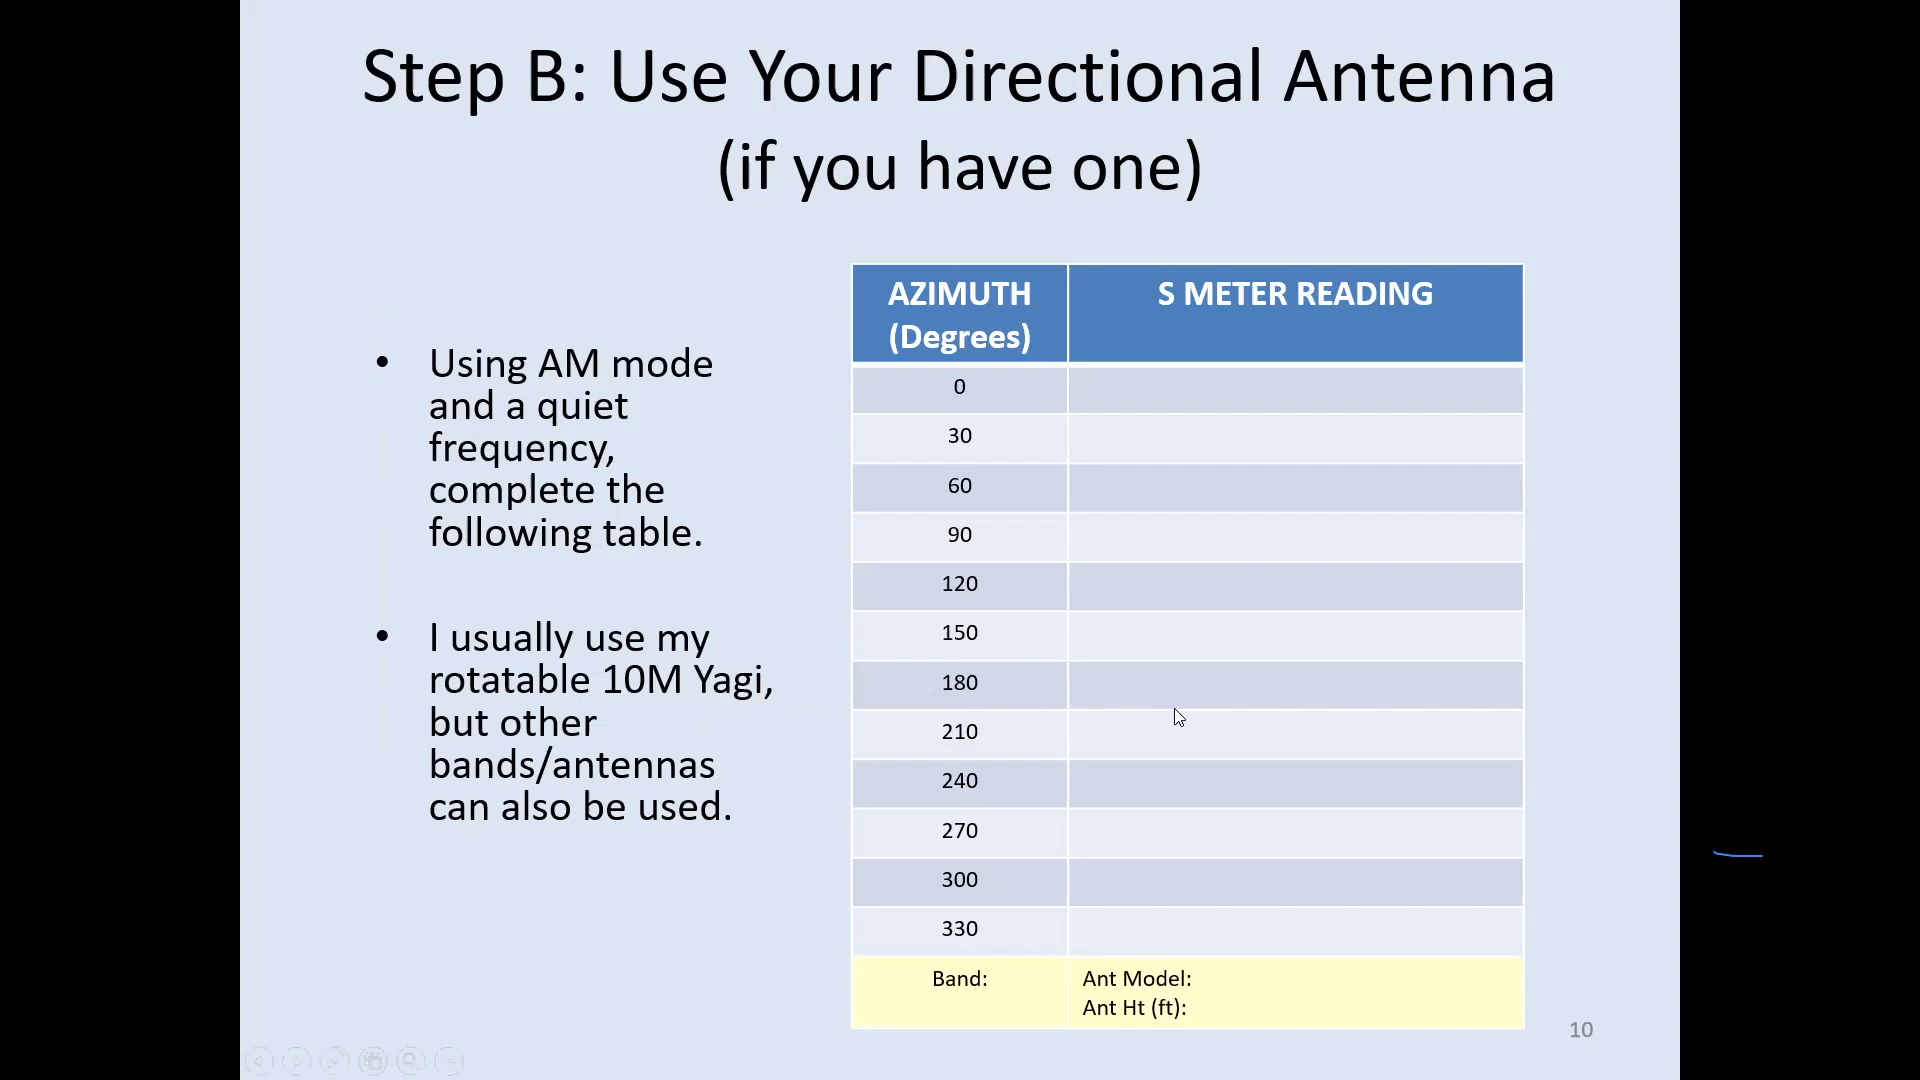 Step B: Use Your Directional Antenna
(if you have one)
• Using AM mode
and a quiet
frequency,
complete the
following table.
• I usually use my
rotatable 10M Yagi,
but other
bands/antennas
can also be used.
AZIMUTH
(Degrees)
S METER READING
0
30
60
90
120
150
180
210
240
270
300
330
Band:
Ant Model:
Ant Ht (ft):
10